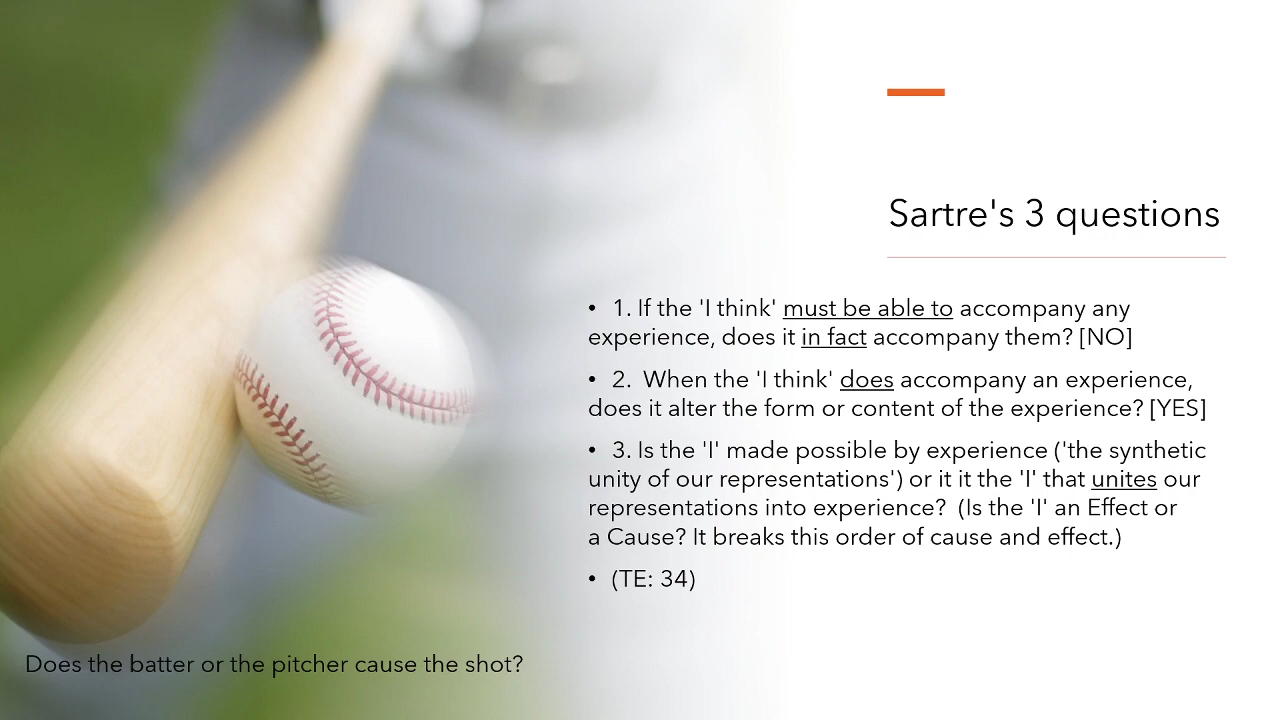 Sartre's 3 questions
• 1. If the 'I think' must be able to accompany any
experience, does it in fact accompany them? [NO]
• 2.  When the 'I think' does accompany an experience,
does it alter the form or content of the experience? [YES]
• 3. Is the 'I' made possible by experience ('the synthetic
unity of our representations') or it it the 'I' that unites our
representations into experience?  (Is the 'I' an Effect or
a Cause? It breaks this order of cause and effect.)
• (TE: 34)
Does the batter or the pitcher cause the shot?